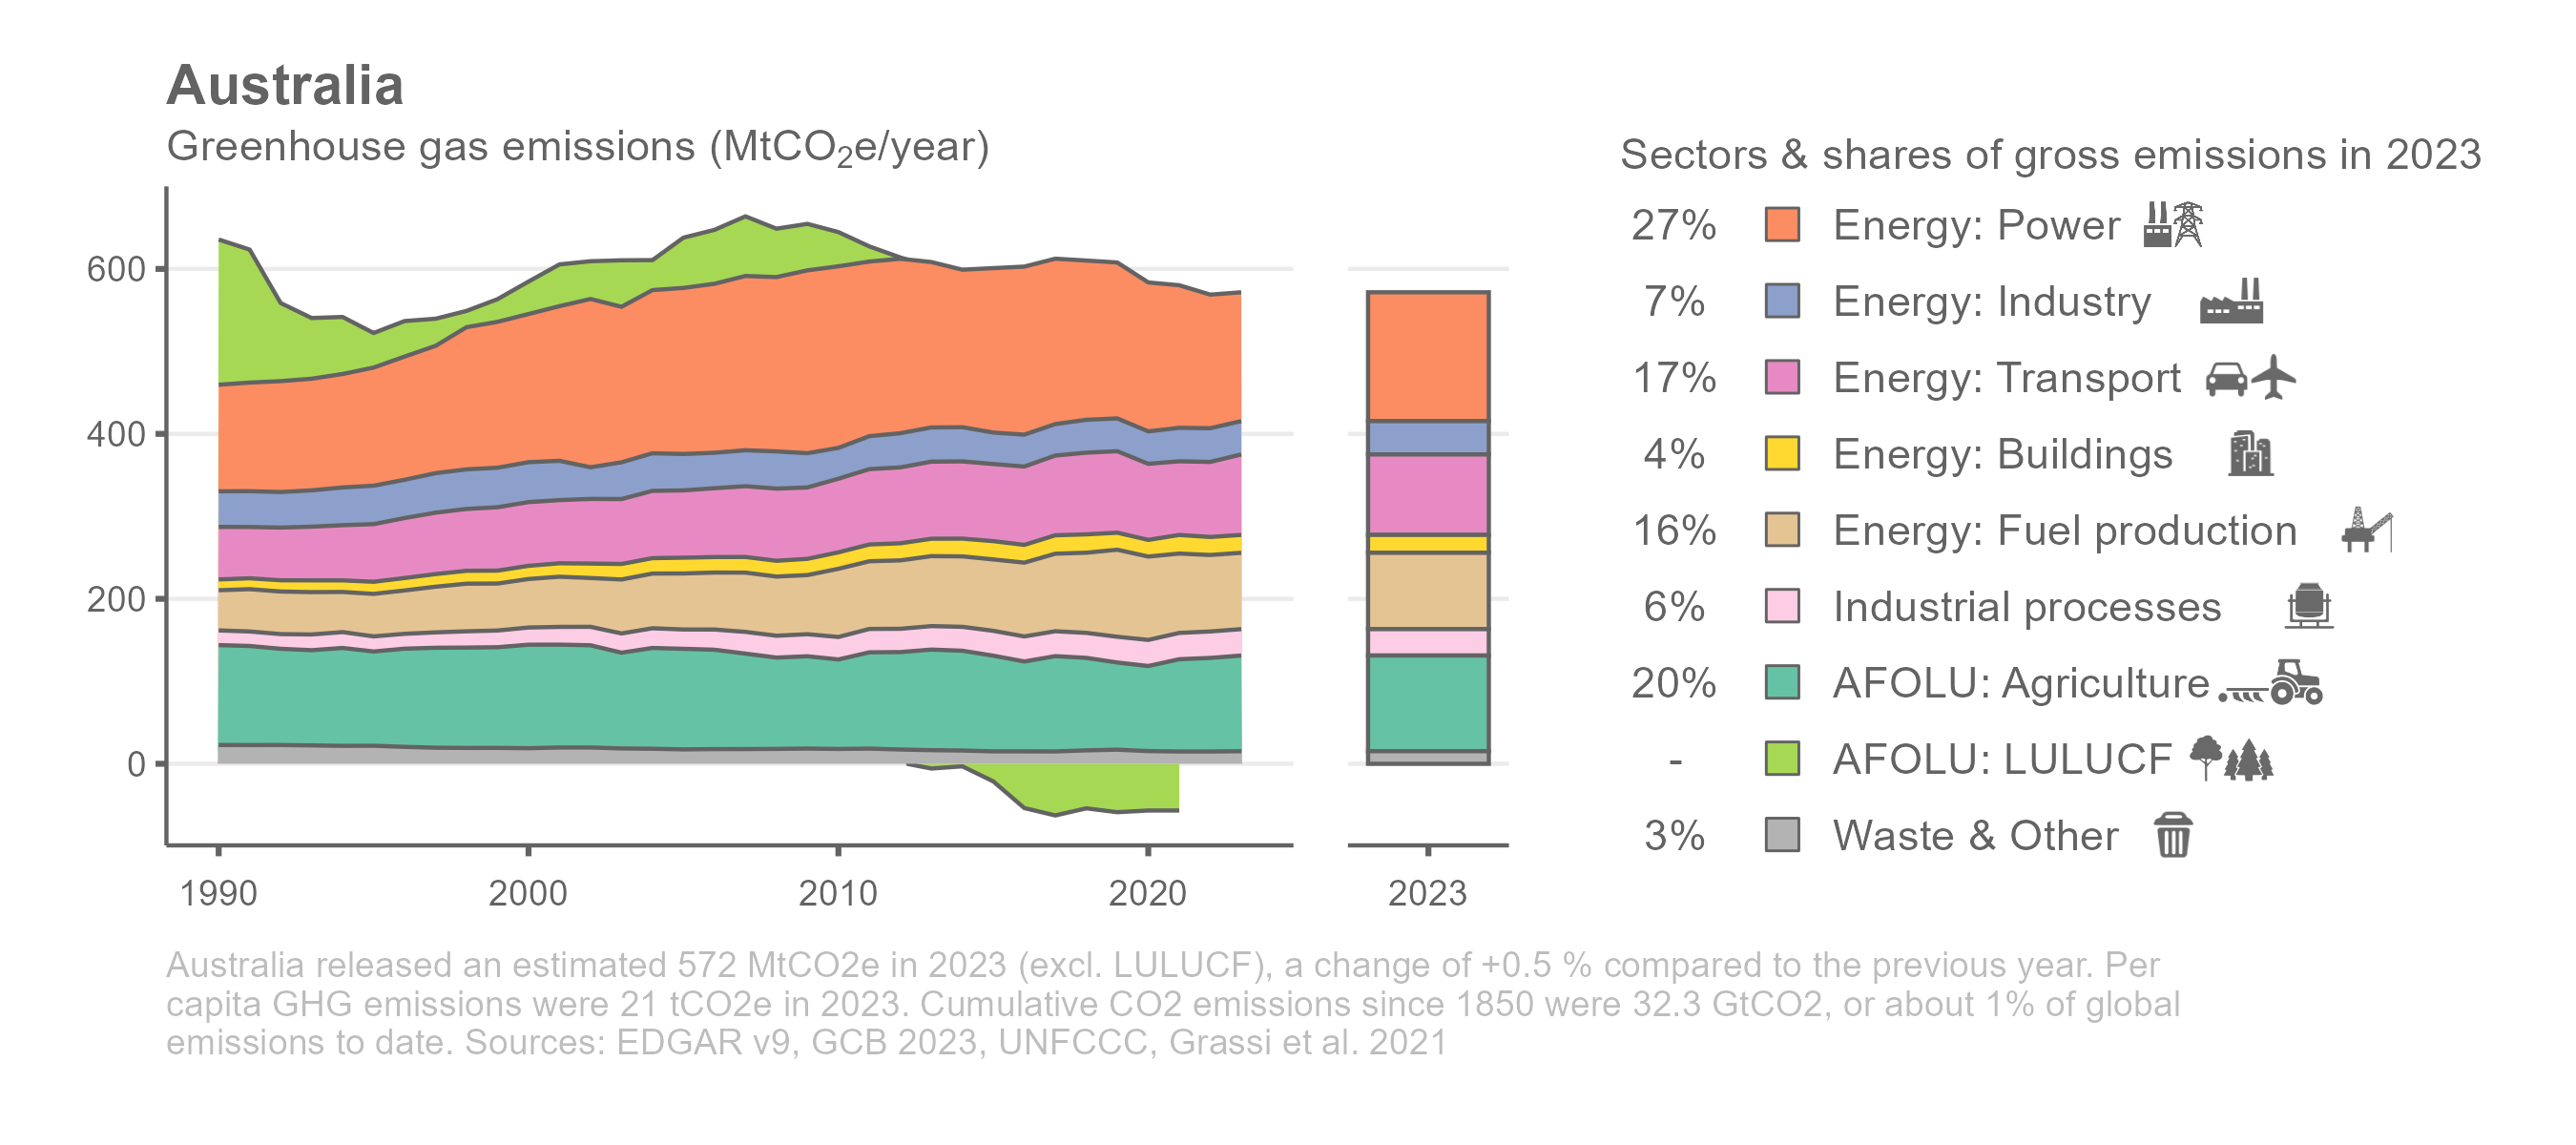 Australia
Greenhouse gas emissions (MtCO₂e/year)
600
400
200
0
1990 2000 2010 2020 2023
Sectors & shares of gross emissions in 2023
27% Energy: Power
7% Energy: Industry
17% Energy: Transport
4% Energy: Buildings
16% Energy: Fuel production
6% Industrial processes
20% AFOLU: Agriculture
- AFOLU: LULUCF
3% Waste & Other
Australia released an estimated 572 MtCO2e in 2023 (excl. LULUCF), a change of +0.5 % compared to the previous year. Per
capita GHG emissions were 21 tCO2e in 2023. Cumulative CO2 emissions since 1850 were 32.3 GtCO2, or about 1% of global
emissions to date. Sources: EDGAR v9, GCB 2023, UNFCCC, Grassi et al. 2021